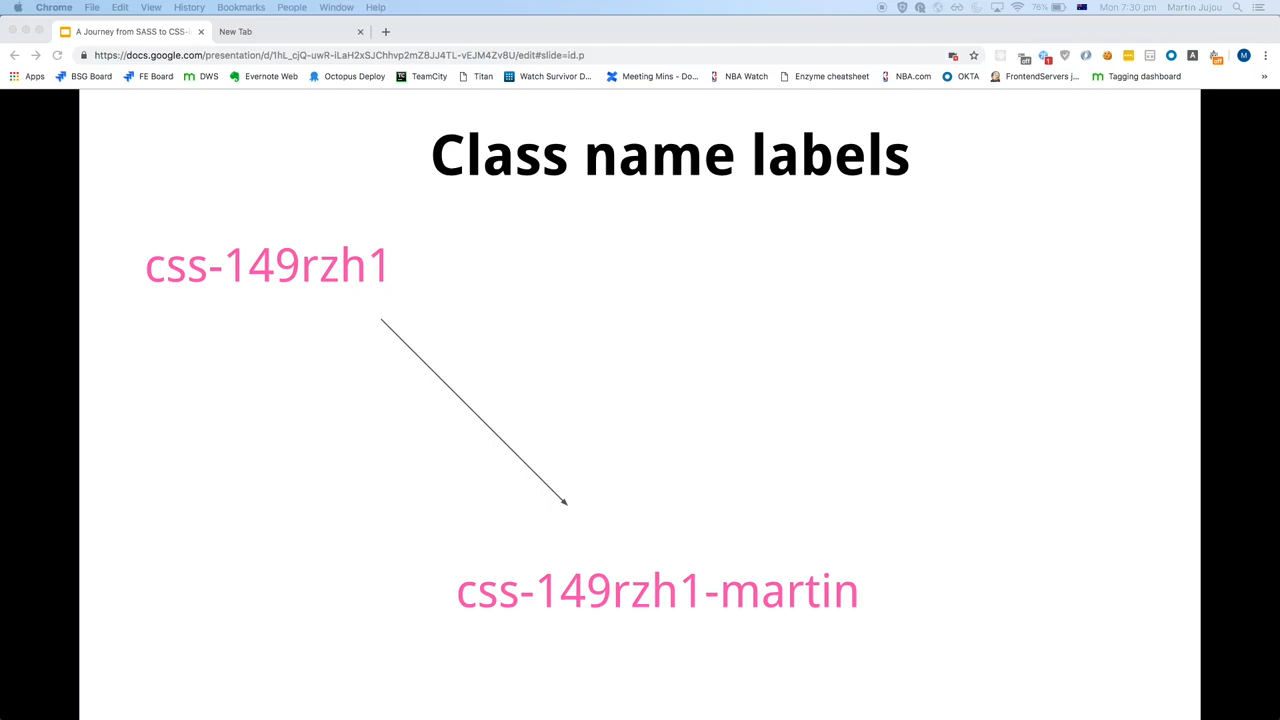 Chrome File Edit View History Bookmarks People Window Help 76% Mon 7:30 pm Martin Jujou
A Journey from SASS to CSS-i New Tab
https://docs.google.com/presentation/d/1hL_cjQ-uwR-iLaH2xSJChhvp2mZ8JJ4TL-vEJM4Zv8U/edit#slide=id.p
Apps BSG Board FE Board DWS Evernote Web Octopus Deploy TeamCity Titan Watch Survivor D... Meeting Mins - Do... NBA Watch Enzyme cheatsheet NBA.com OKTA FrontendServers j... Tagging dashboard »
Class name labels
css-149rzh1
css-149rzh1-martin